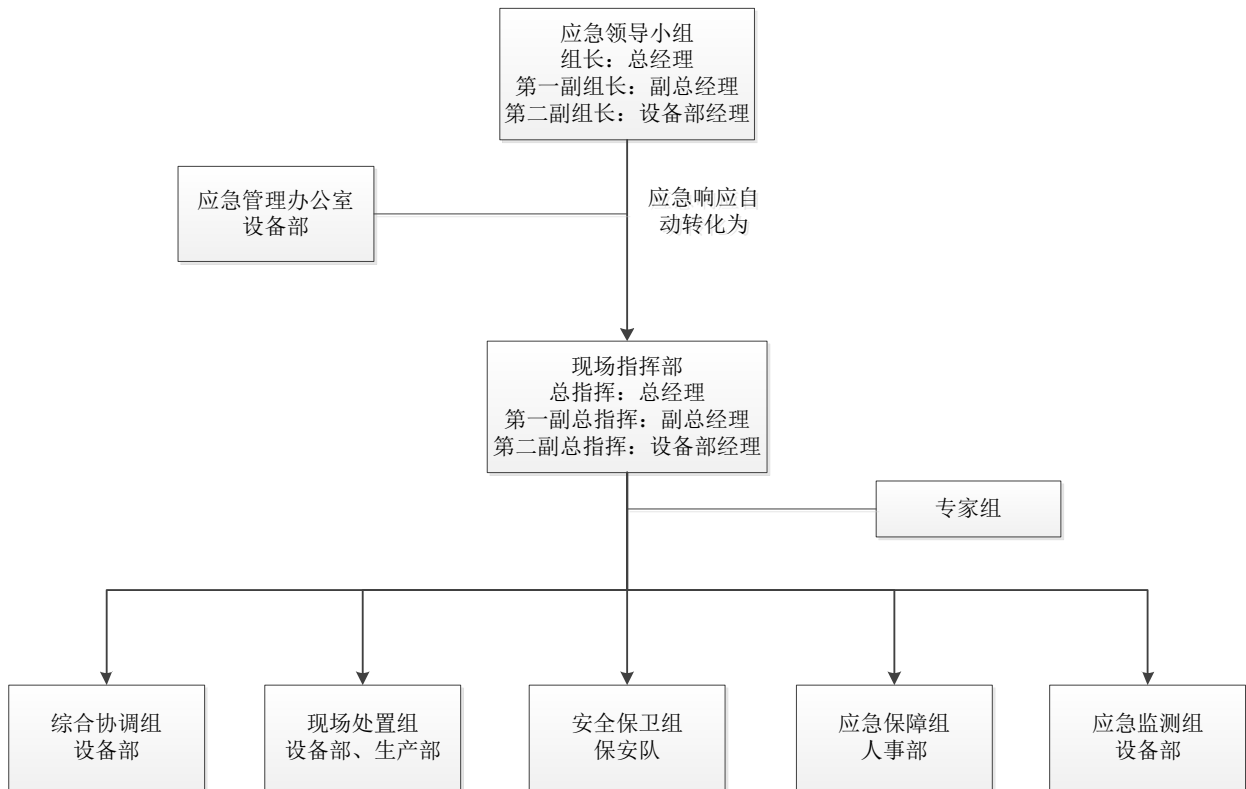 应急领导小组
组长：总经理
第一副组长：副总经理
第二副组长：设备部经理
应急管理办公室
设备部
应急响应自
动转化为
现场指挥部
总指挥：总经理
第一副总指挥：副总经理
第二副总指挥：设备部经理
专家组
综合协调组
设备部
现场处置组
设备部、生产部
安全保卫组
保安队
应急保障组
人事部
应急监测组
设备部